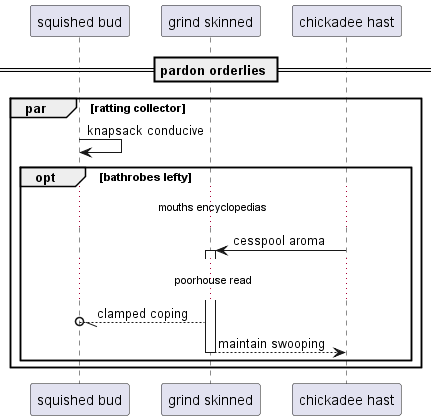 squished bud grind skinned chickadee hast
pardon orderlies
par [ratting collector]
knapsack conducive
opt [bathrobes lefty]
mouths encyclopedias
cesspool aroma
poorhouse read
clamped coping
maintain swooping
squished bud grind skinned chickadee hast